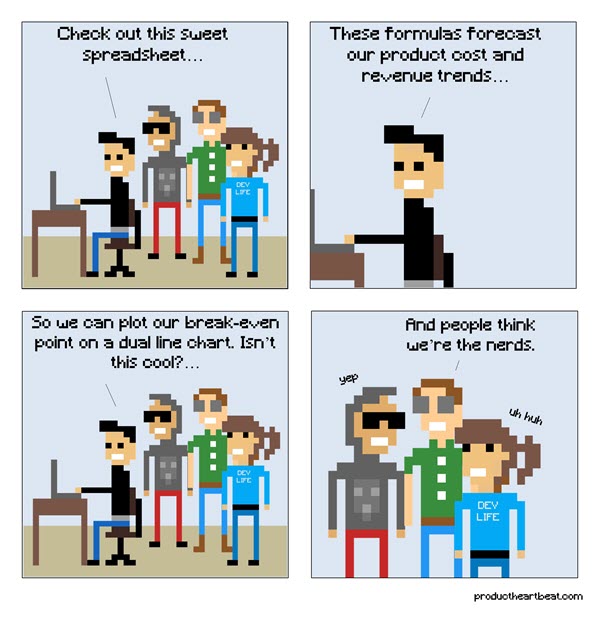 Check out this sweet
spreadsheet...
DEV
LIFE
These formulas forecast
our product cost and
revenue trends...
So we can plot our break-even
point on a dual line chart. Isn't
this cool?...
DEV
LIFE
And people think
we're the nerds.
yep
uh huh
DEV
LIFE
productheartbeat.com